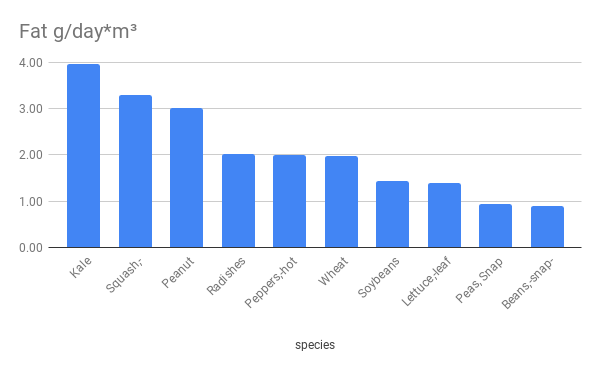 Fat g/day*m³
4.00
3.00
2.00
1.00
0.00
Kale
Squash,-
Peanut
Radishes
Peppers,-hot
Wheat
Soybeans
Lettuce,-leaf
Peas, Snap
Beans,-snap-
species